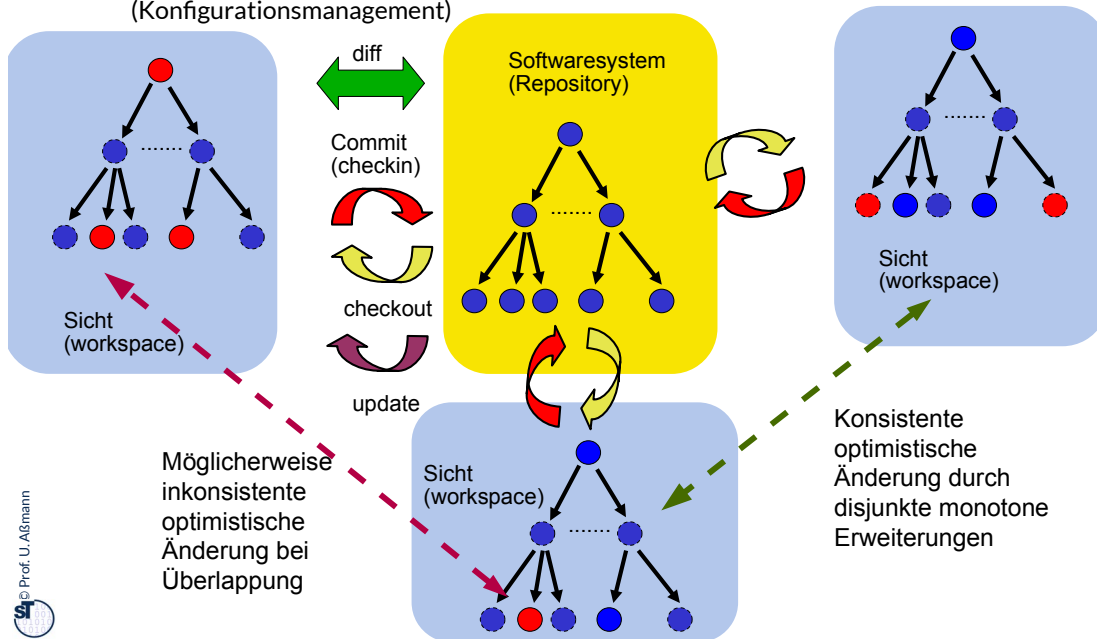 (Konfigurationsmanagement)
diff
Softwaresystem
(Repository)
Commit
(checkin)
checkout
update
Sicht
(workspace)
Sicht
(workspace)
Sicht
(workspace)
Möglicherweise
inkonsistente
optimistische
Änderung bei
Überlappung
Konsistente
optimistische
Änderung durch
disjunkte monotone
Erweiterungen
© Prof. U. Aßmann
ST